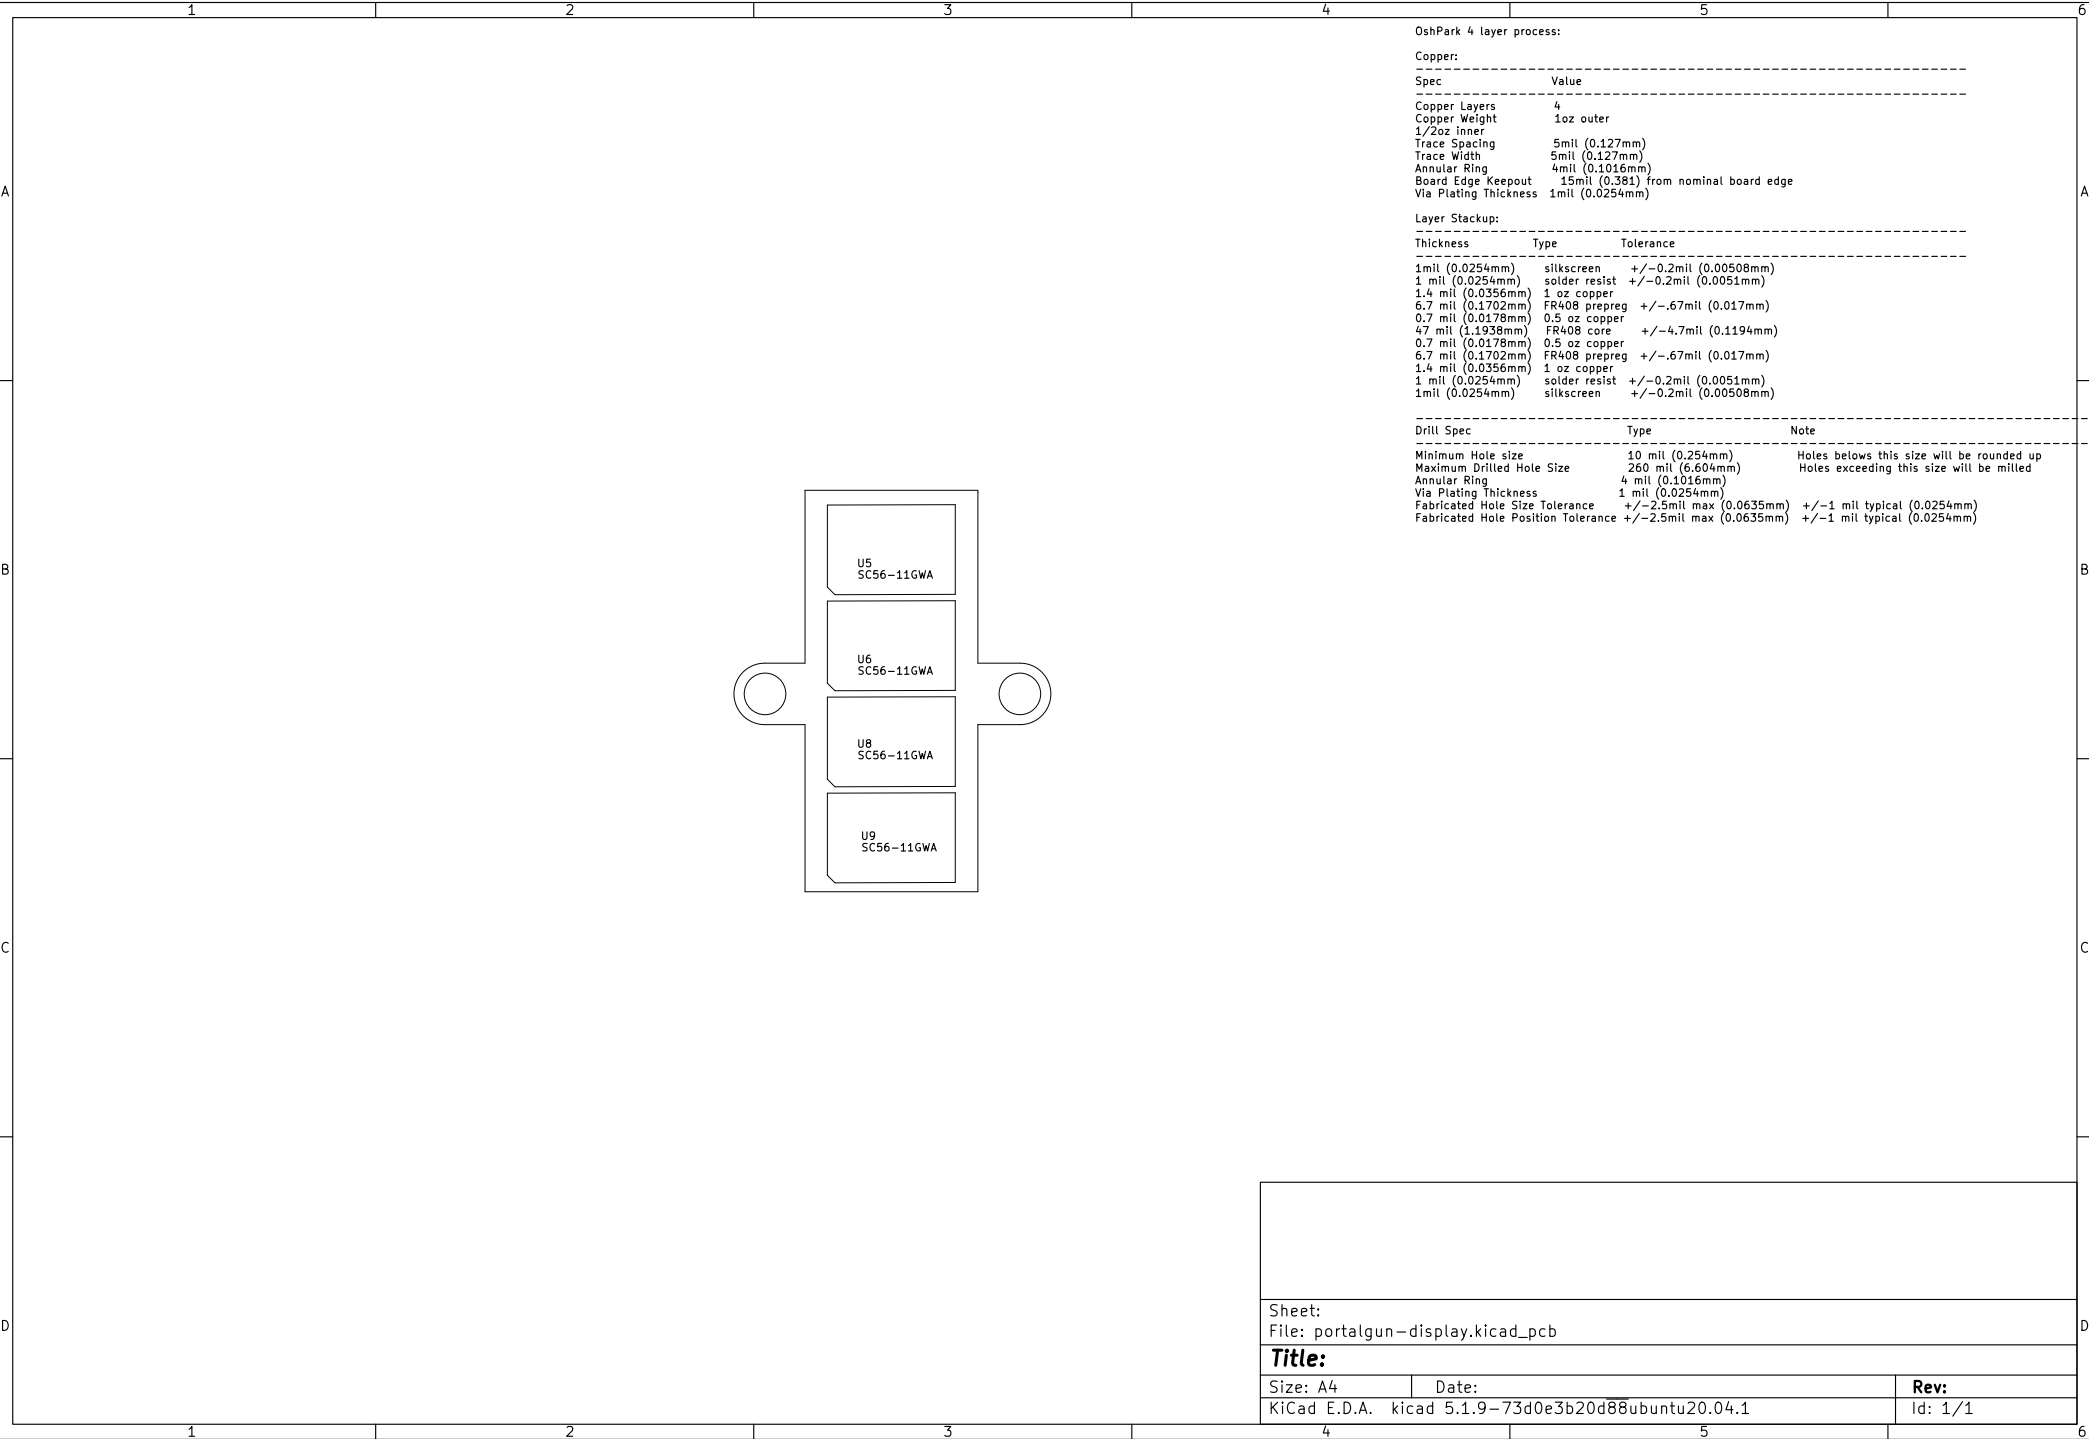 1 2 3 4 5 6
OshPark 4 layer process:
Copper:
--------------------------------------------------------------------
Spec Value
--------------------------------------------------------------------
Copper Layers 4
Copper Weight 1oz outer
1/2oz inner
Trace Spacing 5mil (0.127mm)
Trace Width 5mil (0.127mm)
Annular Ring 4mil (0.1016mm)
Board Edge Keepout 15mil (0.381) from nominal board edge
A A
Via Plating Thickness 1mil (0.0254mm)
Layer Stackup:
--------------------------------------------------------------------
Thickness Type Tolerance
--------------------------------------------------------------------
1mil (0.0254mm) silkscreen +/-0.2mil (0.00508mm)
1 mil (0.0254mm) solder resist +/-0.2mil (0.0051mm)
1.4 mil (0.0356mm) 1 oz copper
6.7 mil (0.1702mm) FR408 prepreg +/-.67mil (0.017mm)
0.7 mil (0.0178mm) 0.5 oz copper
47 mil (1.1938mm) FR408 core +/-4.7mil (0.1194mm)
0.7 mil (0.0178mm) 0.5 oz copper
6.7 mil (0.1702mm) FR408 prepreg +/-.67mil (0.017mm)
1.4 mil (0.0356mm) 1 oz copper
1 mil (0.0254mm) solder resist +/-0.2mil (0.0051mm)
1mil (0.0254mm) silkscreen +/-0.2mil (0.00508mm)
--------------------------------------------------------------------
Drill Spec Type Note
--------------------------------------------------------------------
Minimum Hole size 10 mil (0.254mm) Holes belows this size will be rounded up
Maximum Drilled Hole Size 260 mil (6.604mm) Holes exceeding this size will be milled
Annular Ring 4 mil (0.1016mm)
Via Plating Thickness 1 mil (0.0254mm)
Fabricated Hole Size Tolerance +/-2.5mil max (0.0635mm) +/-1 mil typical (0.0254mm)
Fabricated Hole Position Tolerance +/-2.5mil max (0.0635mm) +/-1 mil typical (0.0254mm)
U5
B B
SC56-11GWA
U6
SC56-11GWA
U8
SC56-11GWA
U9
SC56-11GWA
C C
Sheet:
D D
File: portalgun-display.kicad_pcb
Title:
Size: A4 Date: Rev:
KiCad E.D.A. kicad 5.1.9-73d0e3b20d88ubuntu20.04.1 Id: 1/1
1 2 3 4 5 6